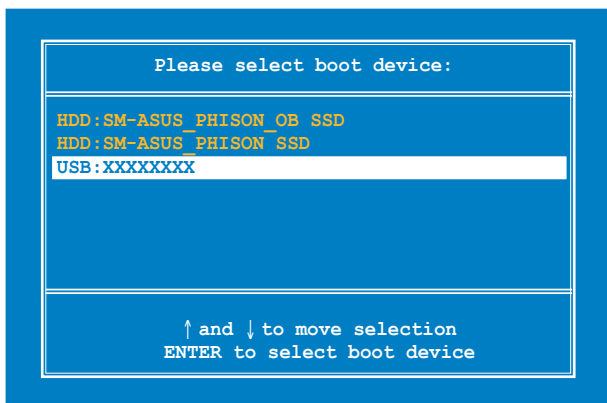 Please select boot device:
HDD:SM-ASUS_PHISON_OB SSD
HDD:SM-ASUS_PHISON SSD
USB:XXXXXXXX
↑ and ↓ to move selection
ENTER to select boot device